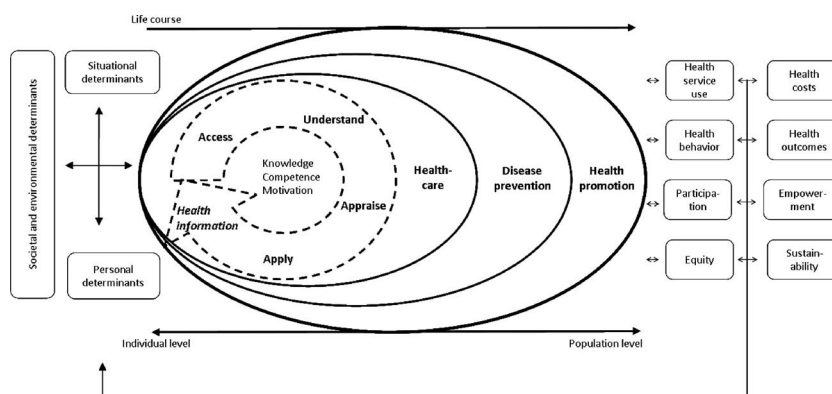 Life course
Societal and environmental determinants
Situational
determinants
Personal
determinants
Access
Understand
Knowledge
Competence
Motivation
Health
information
Appraise
Apply
Health-
care
Disease
prevention
Health
promotion
Individual level
Population level
Health
service
use
Health
costs
Health
behavior
Health
outcomes
Participa-
tion
Empower-
ment
Equity
Sustain-
ability